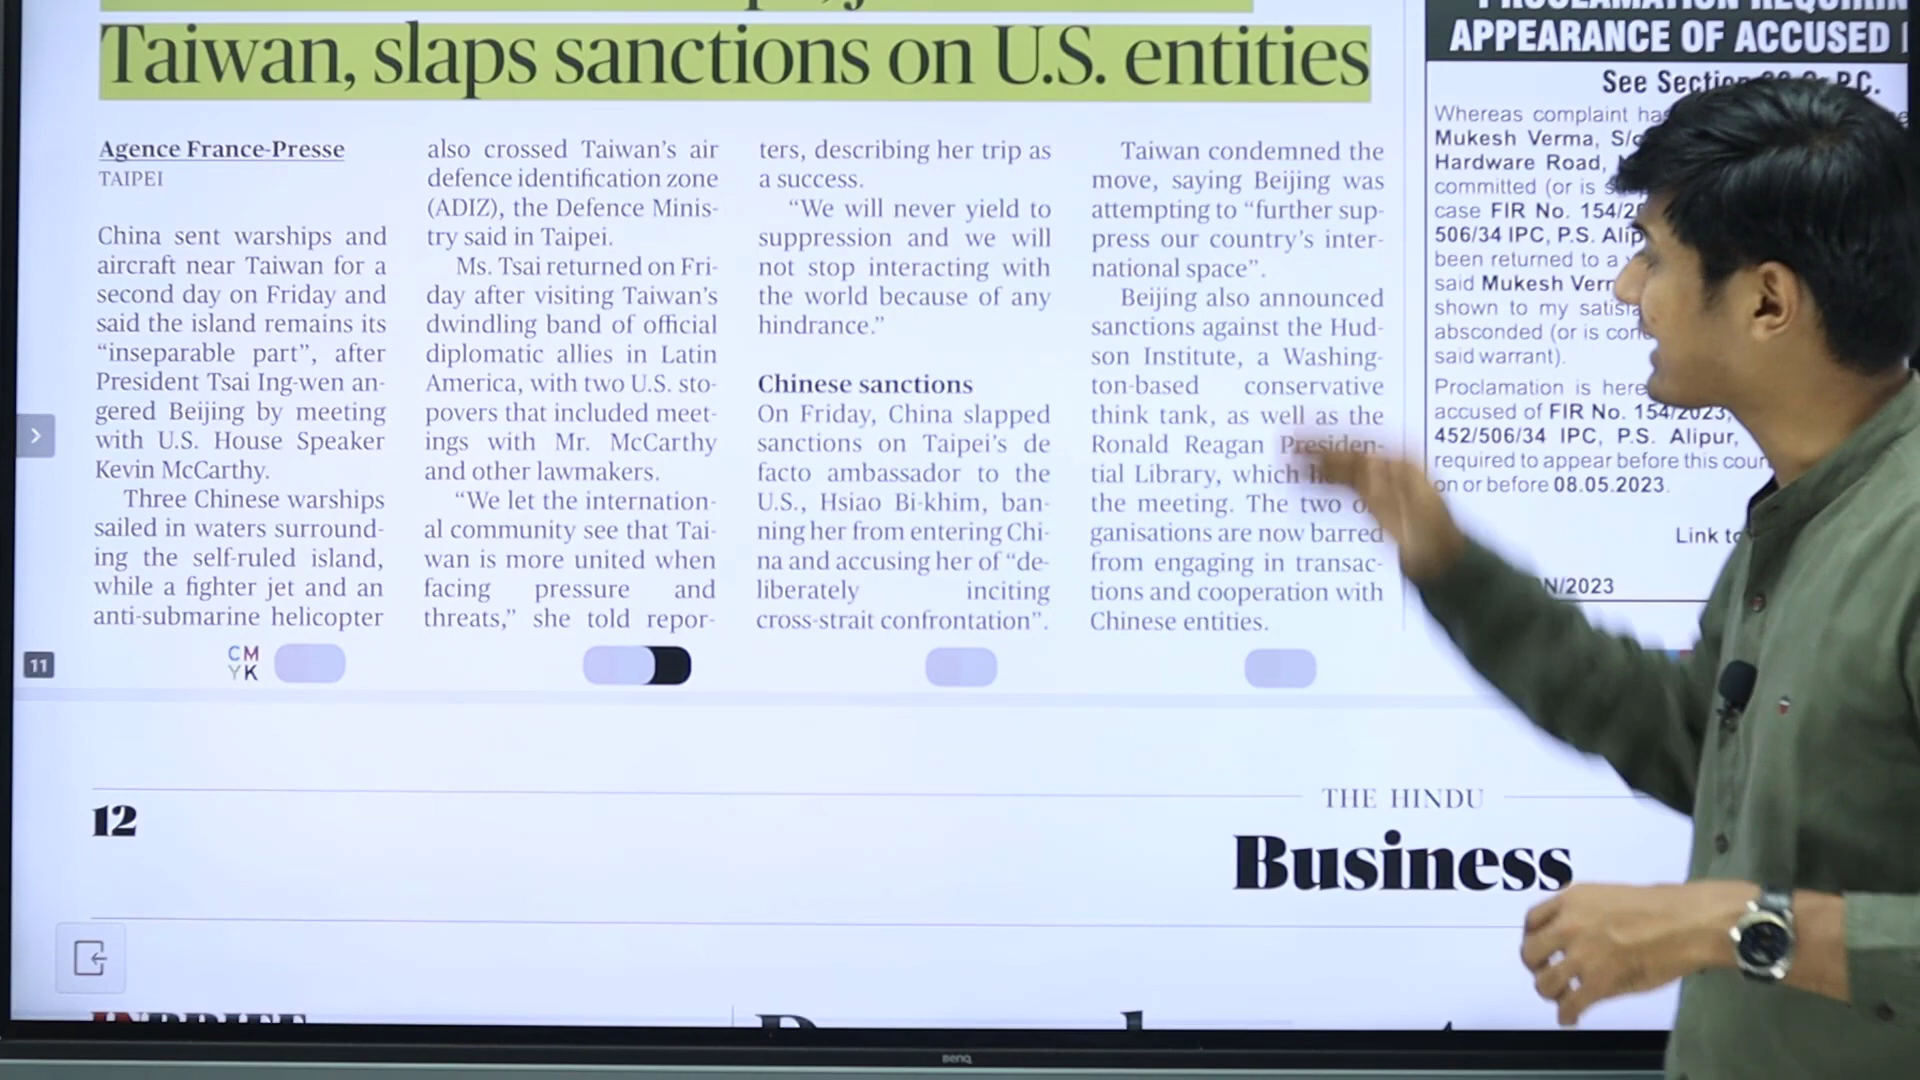 Taiwan, slaps sanctions on U.S. entities
Agence France-Presse
TAIPEI
China sent warships and
aircraft near Taiwan for a
second day on Friday and
said the island remains its
“inseparable part”, after
President Tsai Ing-wen an-
gered Beijing by meeting
with U.S. House Speaker
Kevin McCarthy.
Three Chinese warships
sailed in waters surround-
ing the self-ruled island,
while a fighter jet and an
anti-submarine helicopter
also crossed Taiwan’s air
defence identification zone
(ADIZ), the Defence Minis-
try said in Taipei.
Ms. Tsai returned on Fri-
day after visiting Taiwan’s
dwindling band of official
diplomatic allies in Latin
America, with two U.S. sto-
povers that included meet-
ings with Mr. McCarthy
and other lawmakers.
“We let the internation-
al community see that Tai-
wan is more united when
facing pressure and
threats,” she told repor-
ters, describing her trip as
a success.
“We will never yield to
suppression and we will
not stop interacting with
the world because of any
hindrance.”
Chinese sanctions
On Friday, China slapped
sanctions on Taipei’s de
facto ambassador to the
U.S., Hsiao Bi-khim, ban-
ning her from entering Chi-
na and accusing her of “de-
liberately inciting
cross-strait confrontation”.
Taiwan condemned the
move, saying Beijing was
attempting to “further sup-
press our country’s inter-
national space”.
Beijing also announced
sanctions against the Hud-
son Institute, a Washing-
ton-based conservative
think tank, as well as the
Ronald Reagan Presiden-
tial Library, which
the meeting. The two
ganisations are now barred
from engaging in transac-
tions and cooperation with
Chinese entities.
APPEARANCE OF ACCUSED
See Section P.C.
Whereas complaint has
Mukesh Verma,
Hardware Road,
committed (or is
case FIR No.
506/34 IPC, P.S.
been returned to a
said Mukesh
shown to my
absconded (or is
said warrant).
Proclamation is
accused of FIR No. 154/2023,
452/506/34 IPC, P.S. Alipur,
required to appear before this
on or before 08.05.2023.
Link
N/2023
11
CM
YK
12
THE HINDU
Business
BenQ